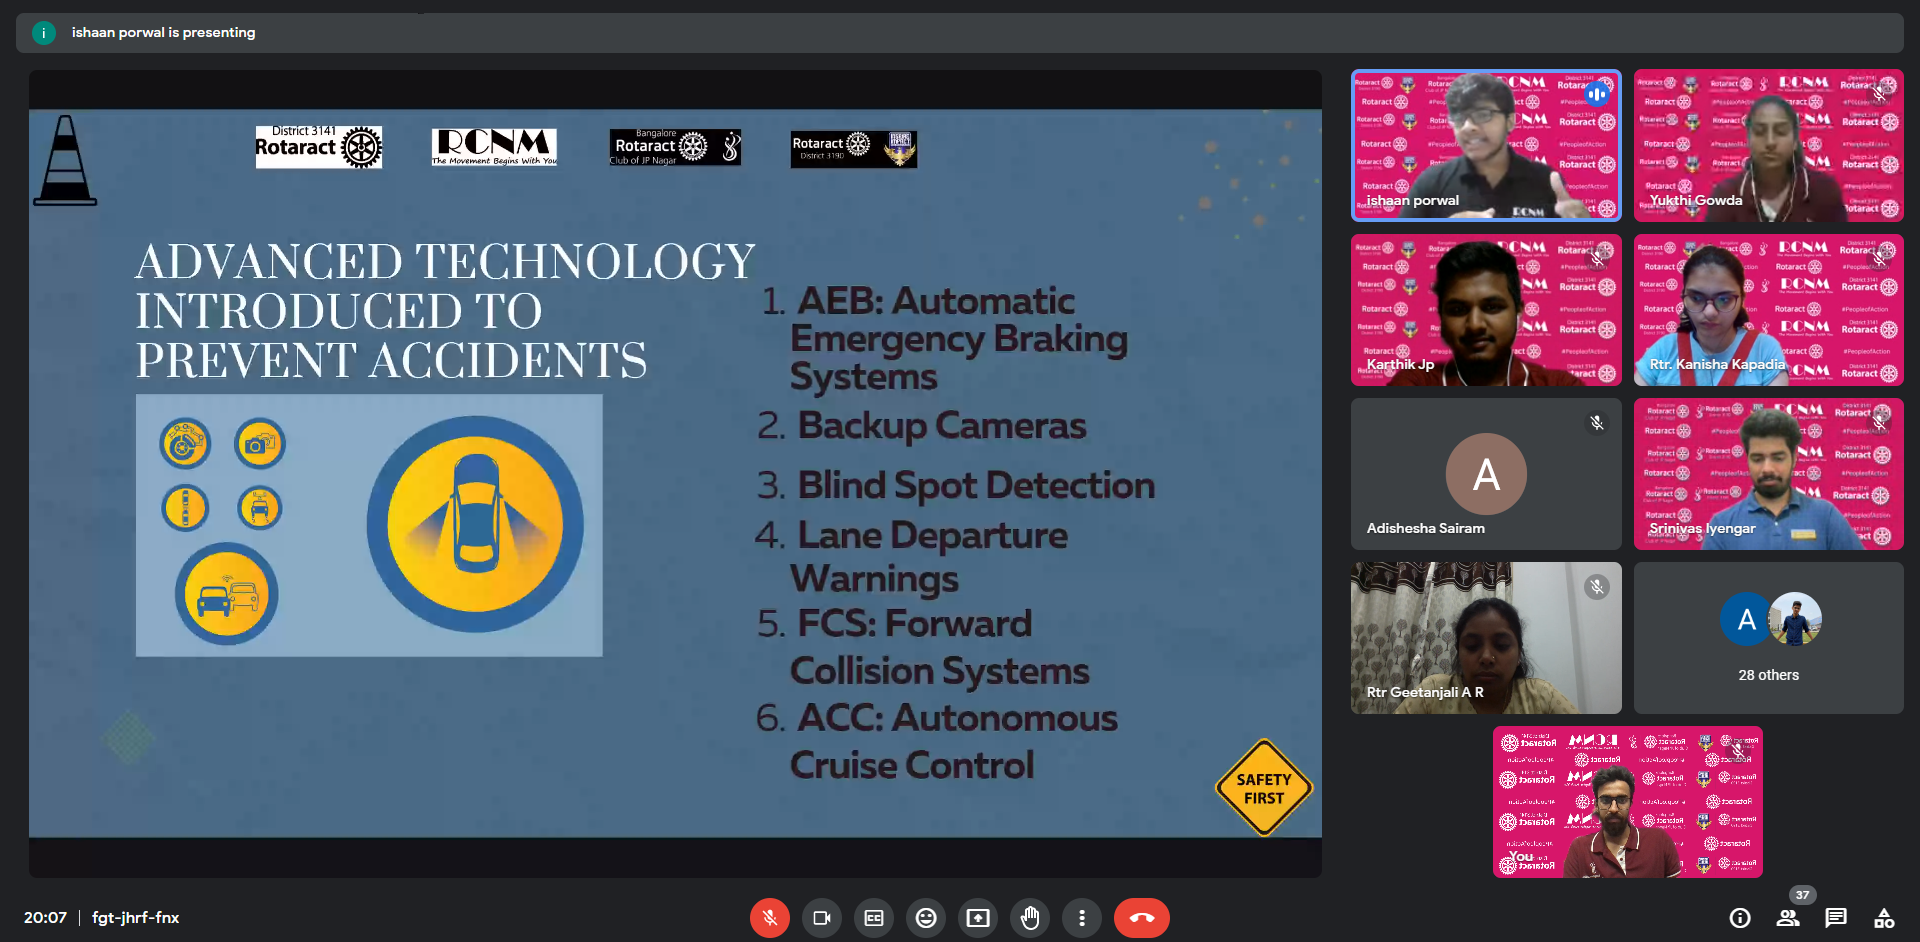 i
ishaan porwal is presenting
District 3141
Rotaract
RCNM
The Movement Begins With You
Bangalore
Rotaract
Club of JP Nagar
Rotaract
District 3190
ADVANCED TECHNOLOGY
INTRODUCED TO
PREVENT ACCIDENTS
1. AEB: Automatic
Emergency Braking
Systems
2. Backup Cameras
3. Blind Spot Detection
4. Lane Departure
Warnings
5. FCS: Forward
Collision Systems
6. ACC: Autonomous
Cruise Control
SAFETY
FIRST
ishaan porwal
Yukthi Gowda
Karthik Jp
Rtr. Kanisha Kapadia
A
Adishesha Sairam
Srinivas Iyengar
Rtr Geetanjali A R
A
28 others
You
20:07 | fgt-jhrf-fnx
CC
37